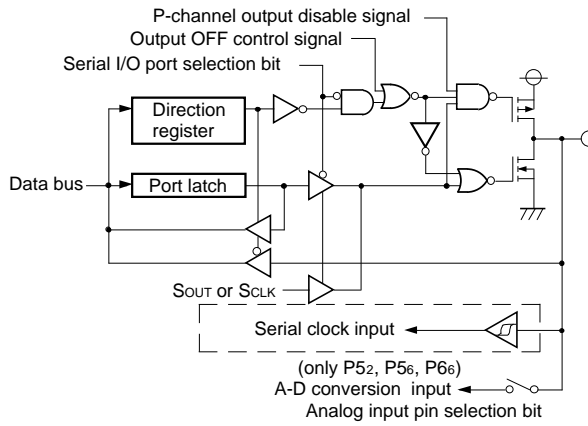 P-channel output disable signal
Output OFF control signal
Serial I/O port selection bit
Direction
register
Data bus
Port latch
SOUT or SCLK
Serial clock input
(only P52, P56, P66)
A-D conversion input
Analog input pin selection bit